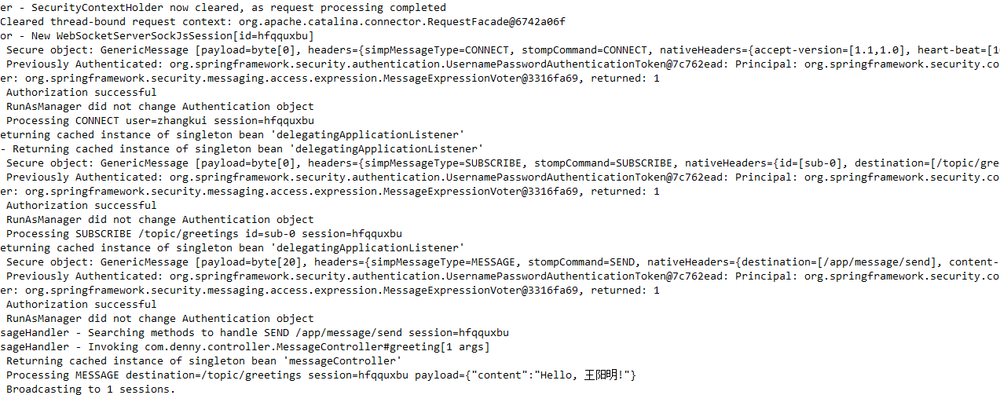 er - SecurityContextHolder now cleared, as request processing completed
Cleared thread-bound request context: org.apache.catalina.connector.RequestFacade@6742a06f
or - New WebSocketServerSockJsSession[id=hfqquxbu]
Secure object: GenericMessage [payload=byte[0], headers={simpMessageType=CONNECT, stompCommand=CONNECT, nativeHeaders={accept-version=[1.1,1.0], heart-beat=[10
Previously Authenticated: org.springframework.security.authentication.UsernamePasswordAuthenticationToken@7c762ead: Principal: org.springframework.security.co
er: org.springframework.security.messaging.access.expression.MessageExpressionVoter@3316fa69, returned: 1
Authorization successful
RunAsManager did not change Authentication object
Processing CONNECT user=zhangkui session=hfqquxbu
eturning cached instance of singleton bean 'delegatingApplicationListener'
- Returning cached instance of singleton bean 'delegatingApplicationListener'
Secure object: GenericMessage [payload=byte[0], headers={simpMessageType=SUBSCRIBE, stompCommand=SUBSCRIBE, nativeHeaders={id=[sub-0], destination=[/topic/gre
Previously Authenticated: org.springframework.security.authentication.UsernamePasswordAuthenticationToken@7c762ead: Principal: org.springframework.security.co
er: org.springframework.security.messaging.access.expression.MessageExpressionVoter@3316fa69, returned: 1
Authorization successful
RunAsManager did not change Authentication object
Processing SUBSCRIBE /topic/greetings id=sub-0 session=hfqquxbu
eturning cached instance of singleton bean 'delegatingApplicationListener'
Secure object: GenericMessage [payload=byte[20], headers={simpMessageType=MESSAGE, stompCommand=SEND, nativeHeaders={destination=[/app/message/send], content-
Previously Authenticated: org.springframework.security.authentication.UsernamePasswordAuthenticationToken@7c762ead: Principal: org.springframework.security.co
er: org.springframework.security.messaging.access.expression.MessageExpressionVoter@3316fa69, returned: 1
Authorization successful
RunAsManager did not change Authentication object
sageHandler - Searching methods to handle SEND /app/message/send session=hfqquxbu
sageHandler - Invoking com.denny.controller.MessageController#greeting[1 args]
Returning cached instance of singleton bean 'messageController'
Processing MESSAGE destination=/topic/greetings session=hfqquxbu payload={"content":"Hello, 王阳明!"}
Broadcasting to 1 sessions.